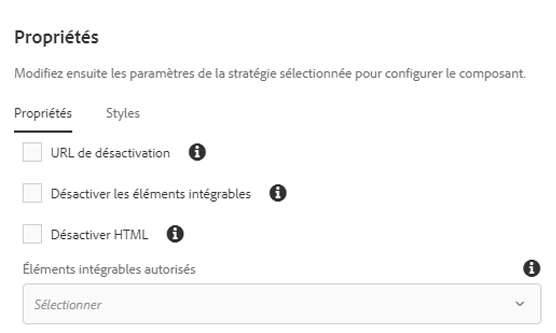 Propriétés
Modifiez ensuite les paramètres de la stratégie sélectionnée pour configurer le composant.
Propriétés Styles
URL de désactivation
Désactiver les éléments intégrables
Désactiver HTML
Éléments intégrables autorisés
Sélectionner